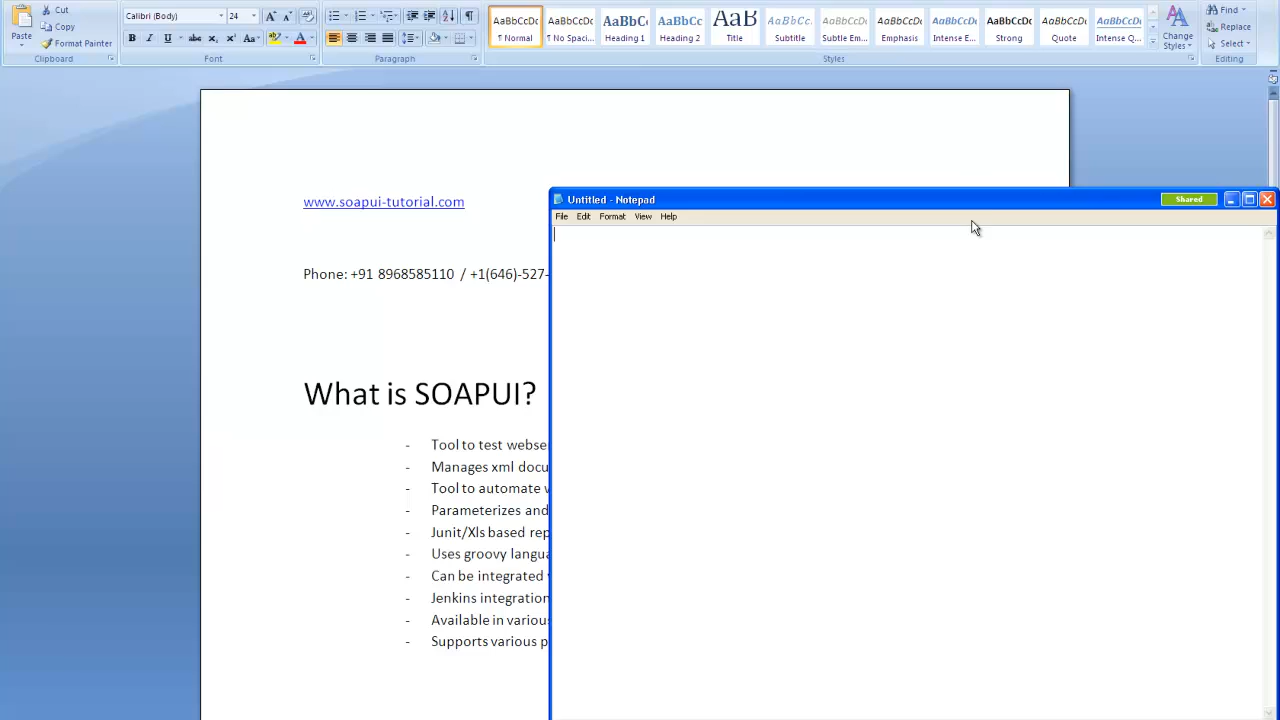 Cut
Copy
Format Painter
Paste
Clipboard
Calibri (Body)
24
Font
Paragraph
AaBbCcDc
¶ Normal
AaBbCcDc
¶ No Spaci...
AaBbC
Heading 1
AaBbCc
Heading 2
AaB
Title
AaBbCc.
Subtitle
AaBbCcDc
Subtle Em...
AaBbCcDc
Emphasis
AaBbCcDc
Intense E...
AaBbCcDc
Strong
AaBbCcDc
Quote
AaBbCcDc
Intense Q...
Change
Styles
Styles
Find
Replace
Select
Editing
www.soapui-tutorial.com
Phone: +91 8968585110 / +1(646)-527-
What is SOAPUI?
- Tool to test webse
- Manages xml docu
- Tool to automate
- Parameterizes and
- Junit/Xls based rep
- Uses groovy langua
- Can be integrated
- Jenkins integration
- Available in variou
- Supports various p
Untitled - Notepad
Shared
File Edit Format View Help